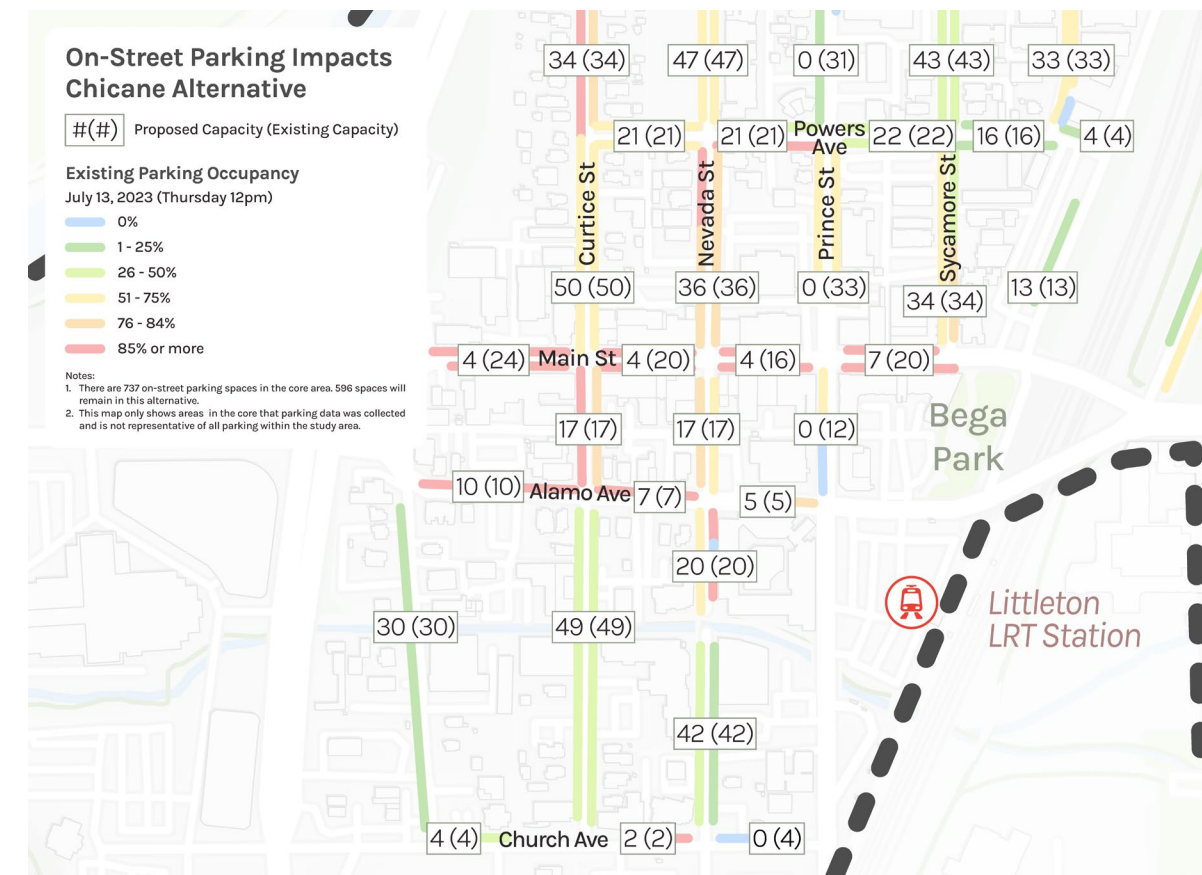 On-Street Parking Impacts
Chicane Alternative
#(#) Proposed Capacity (Existing Capacity)
Existing Parking Occupancy
July 13, 2023 (Thursday 12pm)
0%
1 - 25%
26 - 50%
51 - 75%
76 - 84%
85% or more
Notes:
1. There are 737 on-street parking spaces in the core area. 596 spaces will
remain in this alternative.
2. This map only shows areas in the core that parking data was collected
and is not representative of all parking within the study area.
34 (34)
47 (47)
0 (31)
43 (43)
33 (33)
21 (21)
21 (21)
Powers
Ave
22 (22)
16 (16)
4 (4)
Curtice St
Nevada St
Prince St
Sycamore St
50 (50)
36 (36)
0 (33)
34 (34)
13 (13)
4 (24)
Main St
4 (20)
4 (16)
7 (20)
17 (17)
17 (17)
0 (12)
Bega
Park
10 (10)
Alamo Ave
7 (7)
5 (5)
20 (20)
Littleton
LRT Station
30 (30)
49 (49)
42 (42)
4 (4)
Church Ave
2 (2)
0 (4)